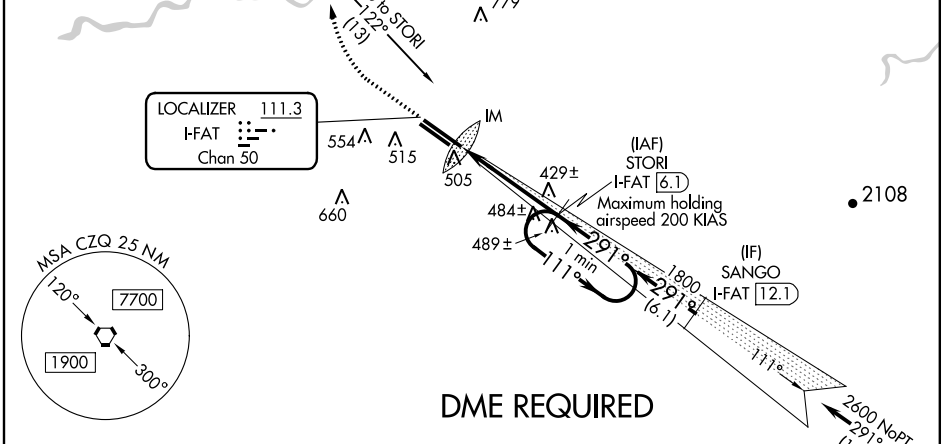 779
to STORI
122°
(13)
LOCALIZER 111.3
I-FAT
Chan 50
IM
554
515
505
660
429±
484±
489±
(IAF)
STORI
I-FAT 6.1
Maximum holding
airspeed 200 KIAS
2108
291°
1 min
111°
1800
291°
(6.1)
(IF)
SANGO
I-FAT 12.1
111°
2600 NoPT
291°
MSA CZQ 25 NM
120°
7700
1900
300°
DME REQUIRED